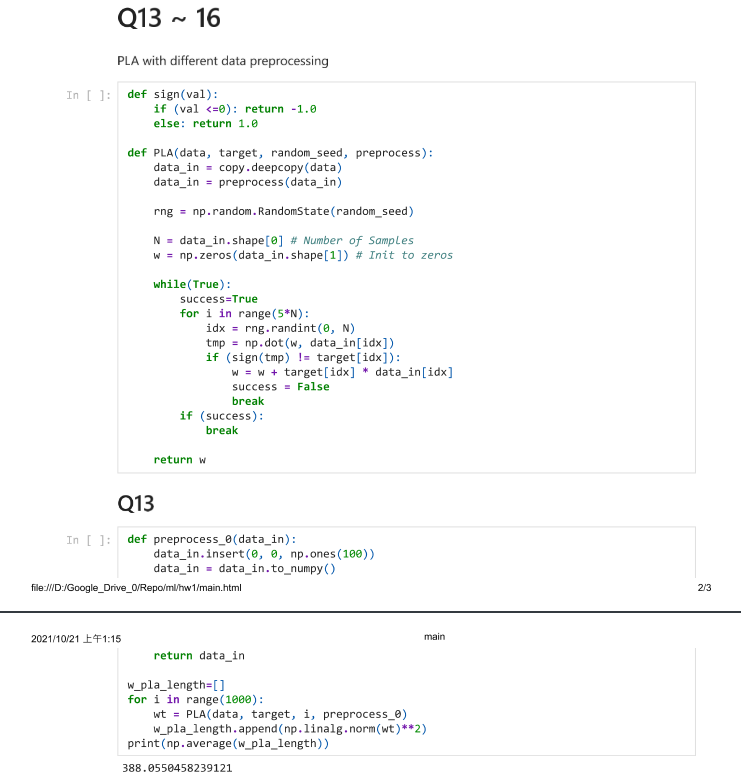 Q13 ~ 16
PLA with different data preprocessing
In [ ]:
def sign(val):
    if (val <=0): return -1.0
    else: return 1.0

def PLA(data, target, random_seed, preprocess):
    data_in = copy.deepcopy(data)
    data_in = preprocess(data_in)

    rng = np.random.RandomState(random_seed)

    N = data_in.shape[0] # Number of Samples
    w = np.zeros(data_in.shape[1]) # Init to zeros

    while(True):
        success=True
        for i in range(5*N):
            idx = rng.randint(0, N)
            tmp = np.dot(w, data_in[idx])
            if (sign(tmp) != target[idx]):
                w = w + target[idx] * data_in[idx]
                success = False
                break
        if (success):
            break

    return w
Q13
In [ ]:
def preprocess_0(data_in):
    data_in.insert(0, 0, np.ones(100))
    data_in = data_in.to_numpy()
file:///D:/Google_Drive_0/Repo/ml/hw1/main.html 2/3
2021/10/21 上午1:15 main
    return data_in

w_pla_length=[]
for i in range(1000):
    wt = PLA(data, target, i, preprocess_0)
    w_pla_length.append(np.linalg.norm(wt)**2)
print(np.average(w_pla_length))
388.0550458239121